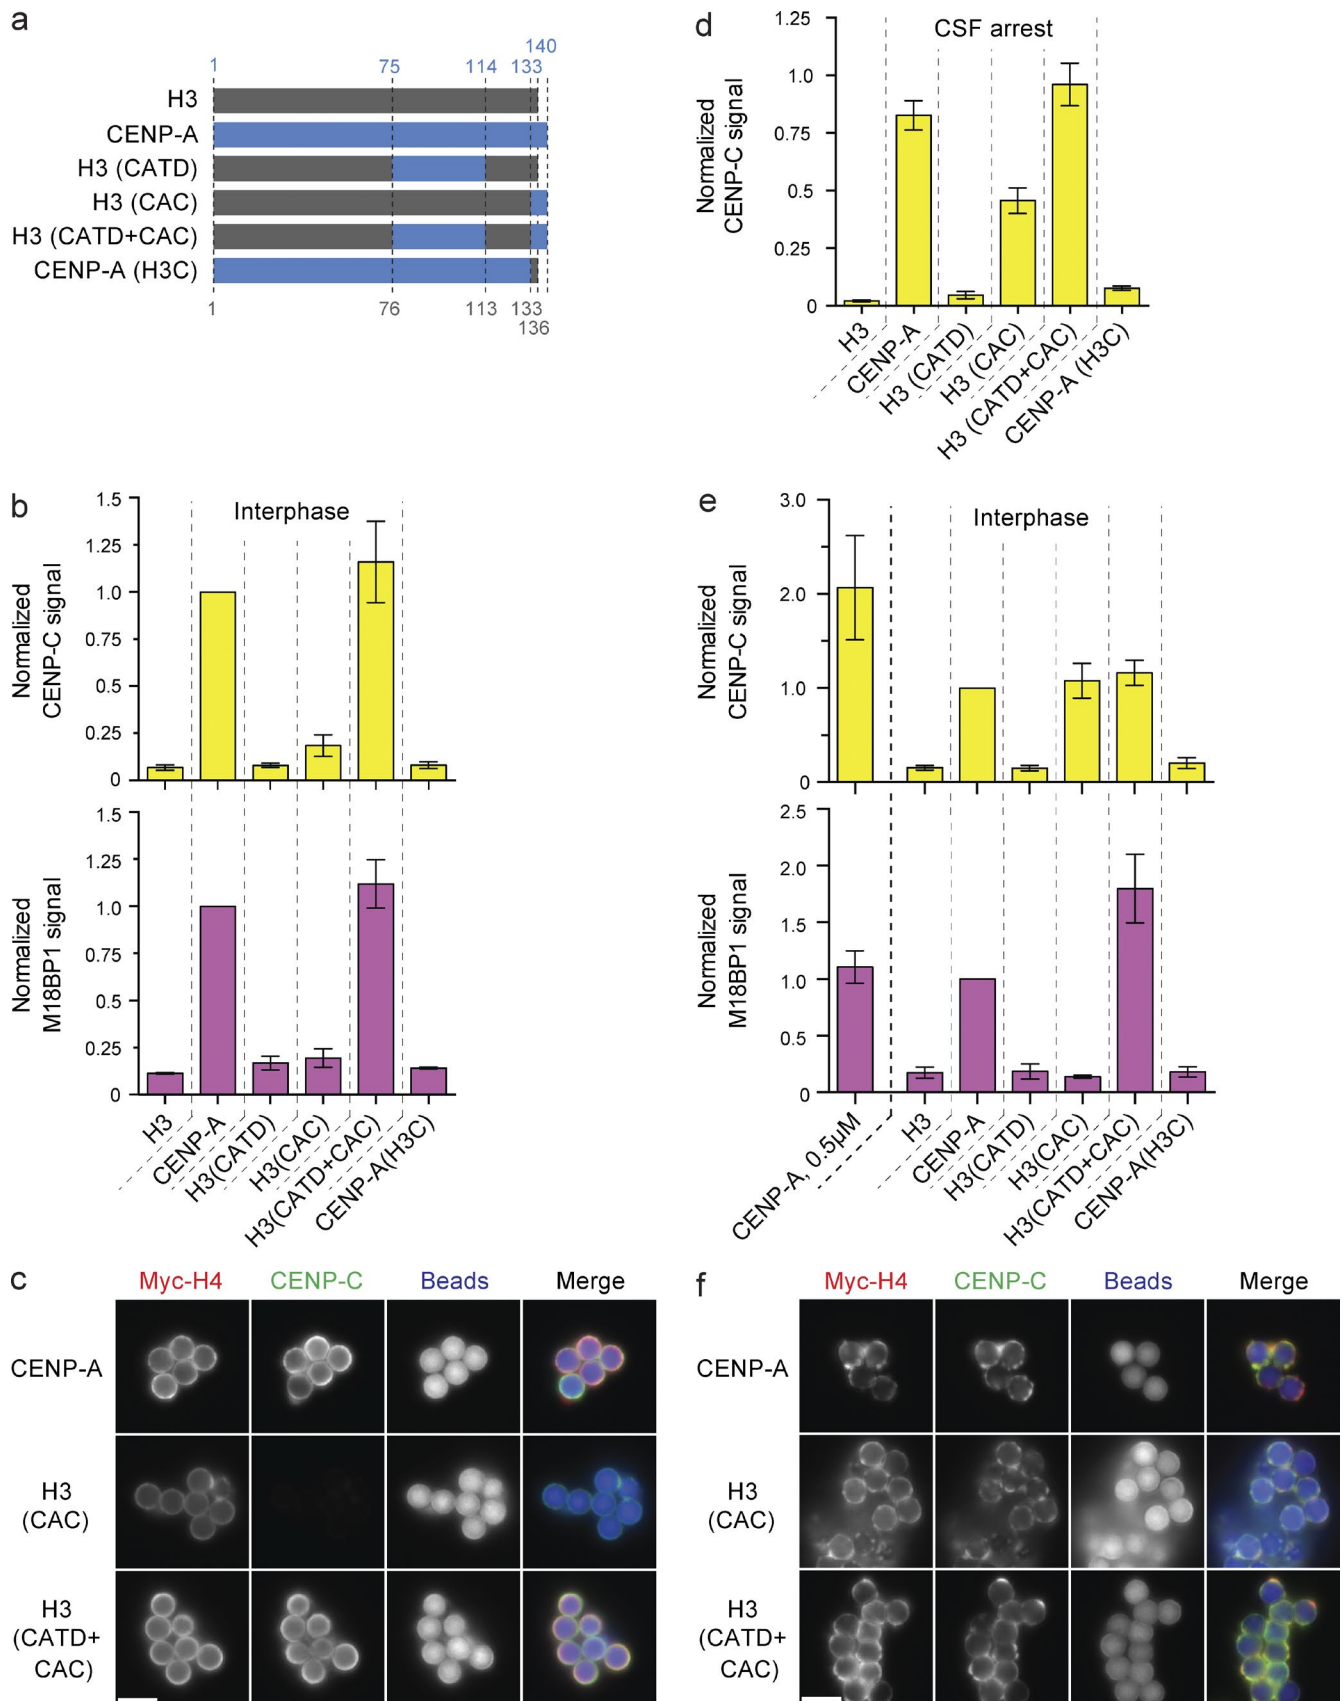 a
140
1 75 114 133
H3
CENP-A
H3 (CATD)
H3 (CAC)
H3 (CATD+CAC)
CENP-A (H3C)
1 76 113 133
136
b
Interphase
Normalized
CENP-C signal
1.5
1.25
1.0
0.75
0.5
0.25
0
Normalized
M18BP1 signal
1.5
1.25
1.0
0.75
0.5
0.25
0
H3
CENP-A
H3(CATD)
H3(CAC)
H3(CATD+CAC)
CENP-A(H3C)
c
Myc-H4 CENP-C Beads Merge
CENP-A
H3
(CAC)
H3
(CATD+
CAC)
d
CSF arrest
Normalized
CENP-C signal
1.25
1.0
0.75
0.5
0.25
0
H3
CENP-A
H3 (CATD)
H3 (CAC)
H3 (CATD+CAC)
CENP-A (H3C)
e
Interphase
Normalized
CENP-C signal
3.0
2.0
1.0
0
Normalized
M18BP1 signal
2.5
2.0
1.5
1.0
0.5
0
CENP-A, 0.5µM
H3
CENP-A
H3(CATD)
H3(CAC)
H3(CATD+CAC)
CENP-A(H3C)
f
Myc-H4 CENP-C Beads Merge
CENP-A
H3
(CAC)
H3
(CATD+
CAC)